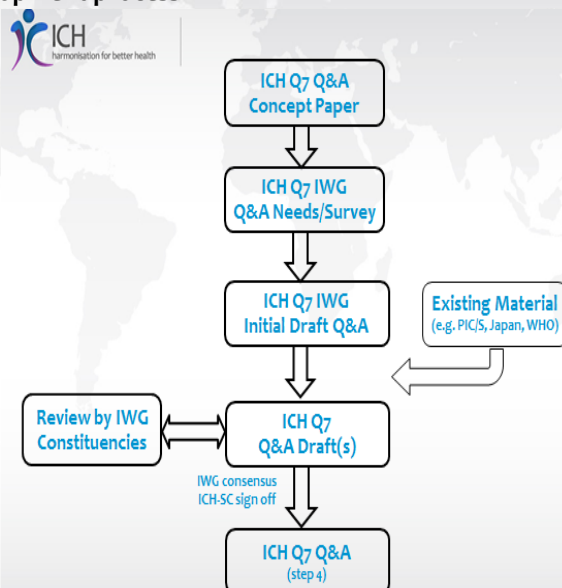 ICH
harmonisation for better health
ICH Q7 Q&A
Concept Paper
ICH Q7 IWG
Q&A Needs/Survey
ICH Q7 IWG
Initial Draft Q&A
Existing Material
(e.g. PIC/S, Japan, WHO)
Review by IWG
Constituencies
ICH Q7
Q&A Draft(s)
IWG consensus
ICH-SC sign off
ICH Q7 Q&A
(step 4)